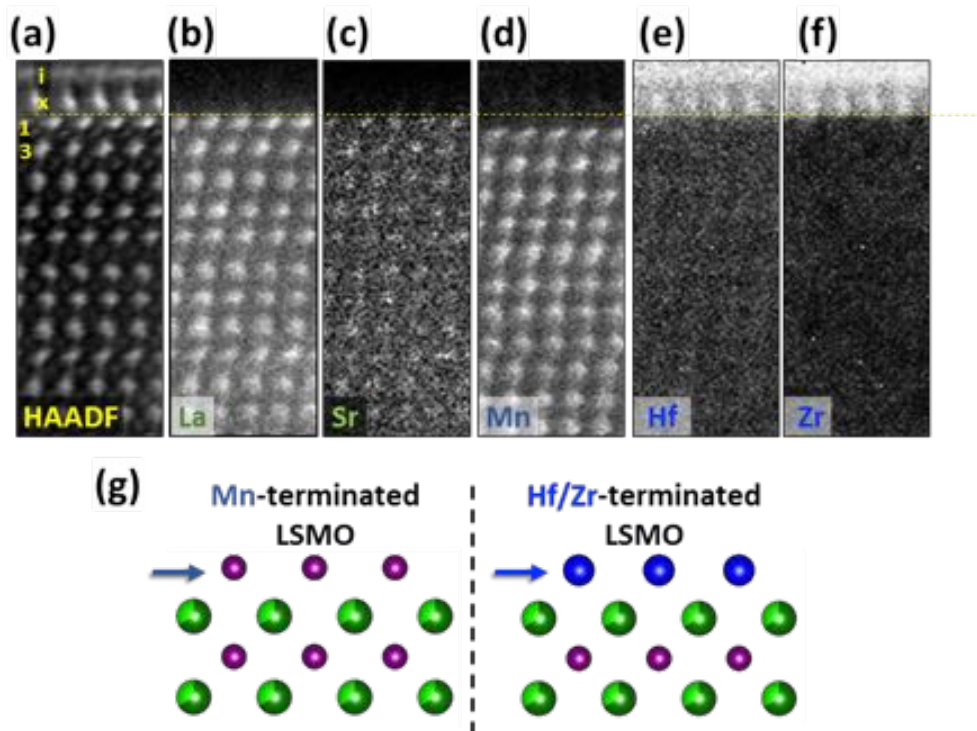 (a) (b) (c) (d) (e) (f)
i
x
1
3
HAADF La Sr Mn Hf Zr
(g)
Mn-terminated
LSMO
Hf/Zr-terminated
LSMO